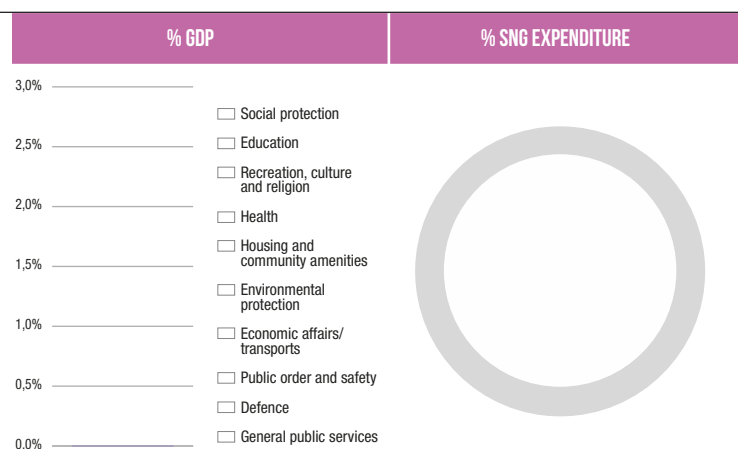 % GDP
% SNG EXPENDITURE
3,0%
2,5%
2,0%
1,5%
1,0%
0,5%
0,0%
Social protection
Education
Recreation, culture
and religion
Health
Housing and
community amenities
Environmental
protection
Economic affairs/
transports
Public order and safety
Defence
General public services